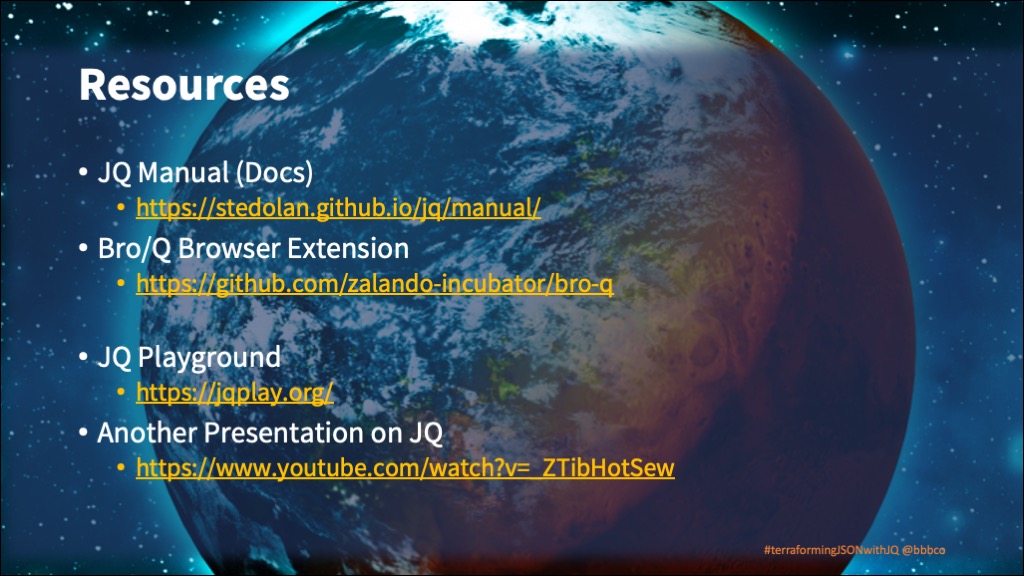 Resources
• JQ Manual (Docs)
• https://stedolan.github.io/jq/manual/
• Bro/Q Browser Extension
• https://github.com/zalando-incubator/bro-q
• JQ Playground
• https://jqplay.org/
• Another Presentation on JQ
• https://www.youtube.com/watch?v=_ZTibHotSew
#terraformingJSONwithJQ @bbbco